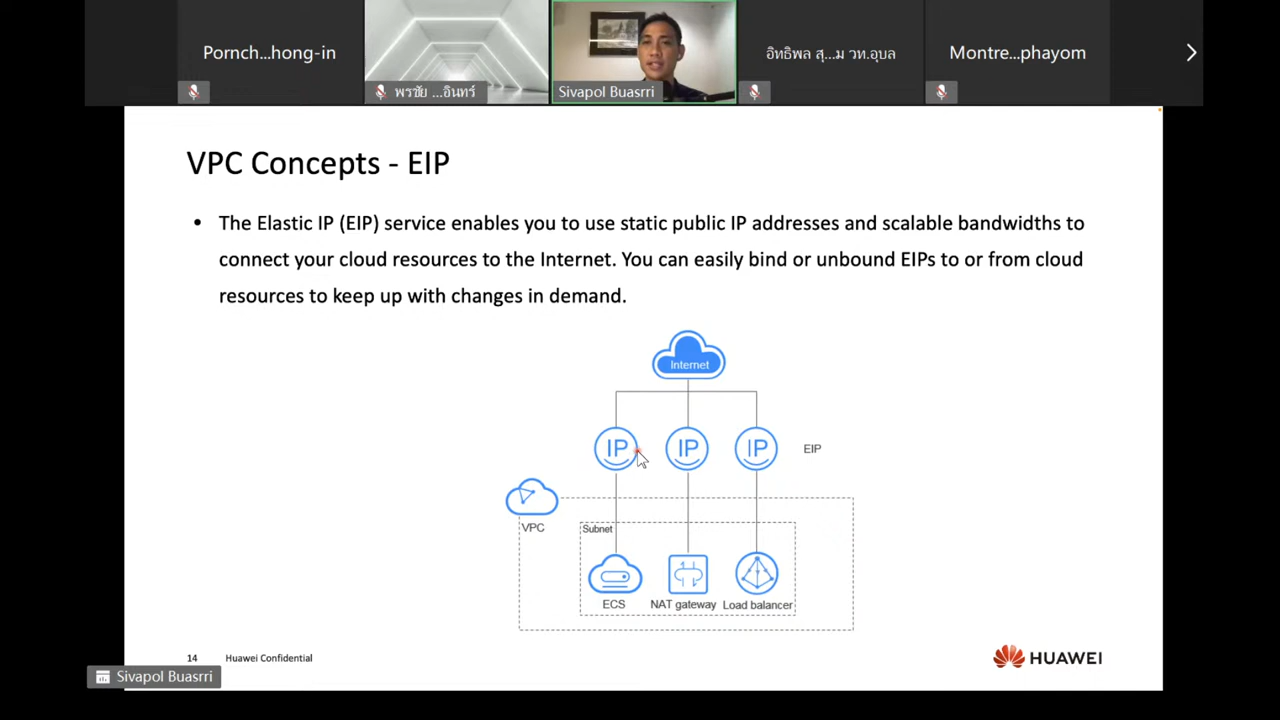 Pornch...hong-in
พรชัย ...อินทร์
Sivapol Buasrri
อิทธิพล สุ...ม วท.อุบล
Montre...phayom
VPC Concepts - EIP
• The Elastic IP (EIP) service enables you to use static public IP addresses and scalable bandwidths to
connect your cloud resources to the Internet. You can easily bind or unbound EIPs to or from cloud
resources to keep up with changes in demand.
Internet
IP IP IP EIP
VPC
Subnet
ECS NAT gateway Load balancer
14 Huawei Confidential
HUAWEI
Sivapol Buasrri